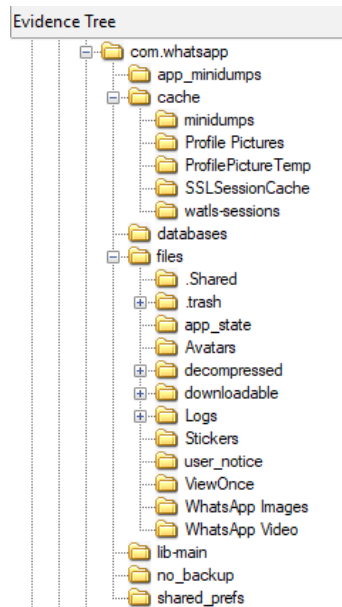 Evidence Tree
com.whatsapp
app_minidumps
cache
minidumps
Profile Pictures
ProfilePictureTemp
SSLSessionCache
watls-sessions
databases
files
.Shared
.trash
app_state
Avatars
decompressed
downloadable
Logs
Stickers
user_notice
ViewOnce
WhatsApp Images
WhatsApp Video
lib-main
no_backup
shared_prefs